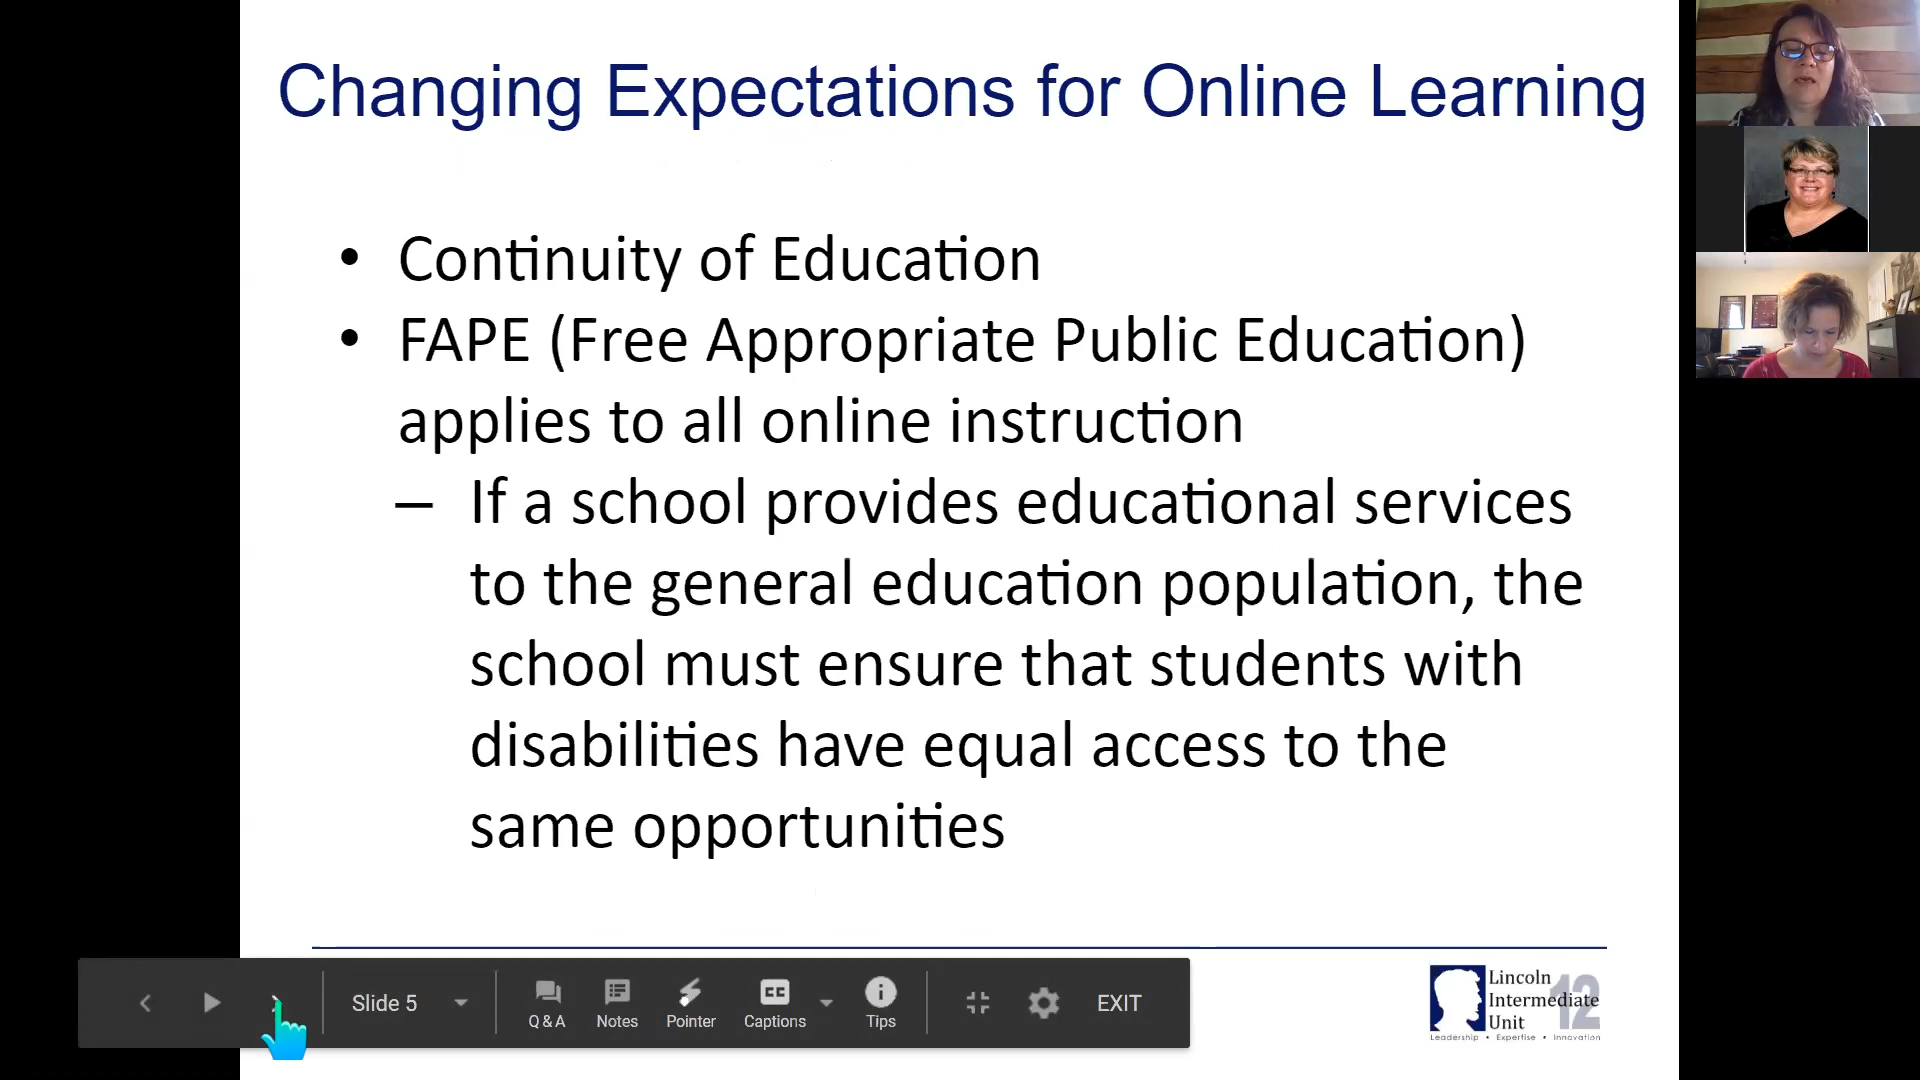 Changing Expectations for Online Learning
• Continuity of Education
• FAPE (Free Appropriate Public Education)
applies to all online instruction
– If a school provides educational services
to the general education population, the
school must ensure that students with
disabilities have equal access to the
same opportunities
Slide 5
Q&A
Notes
Pointer
CC
Captions
Tips
EXIT
Lincoln
Intermediate
Unit
12
Leadership • Expertise • Innovation